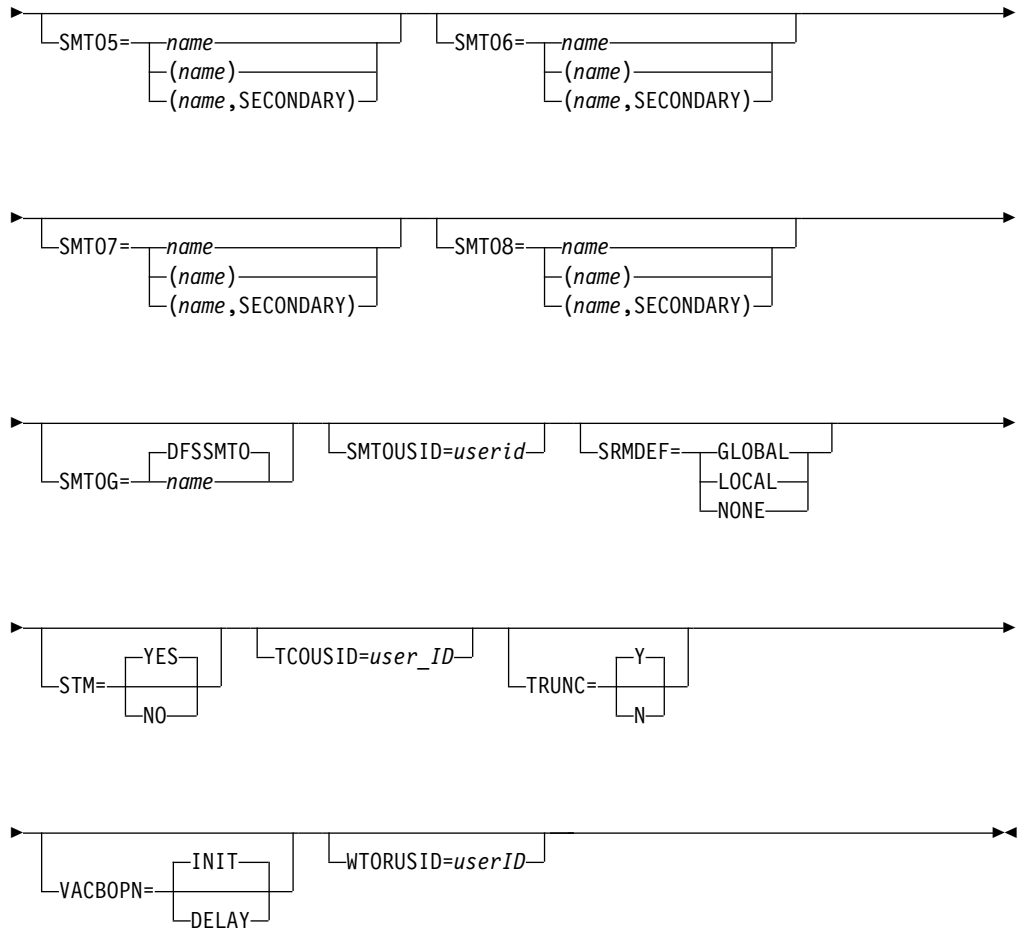 SMTO5= name SMTO6= name
(name) (name)
(name,SECONDARY) (name,SECONDARY)
SMTO7= name SMTO8= name
(name) (name)
(name,SECONDARY) (name,SECONDARY)
DFSSMTO
SMTOG= name SMTOUSID=userid SRMDEF= GLOBAL
LOCAL
NONE
YES
STM= TCOUSID=user_ID
NO
Y
TRUNC=
N
INIT
VACBOPN= WTORUSID=userID
DELAY